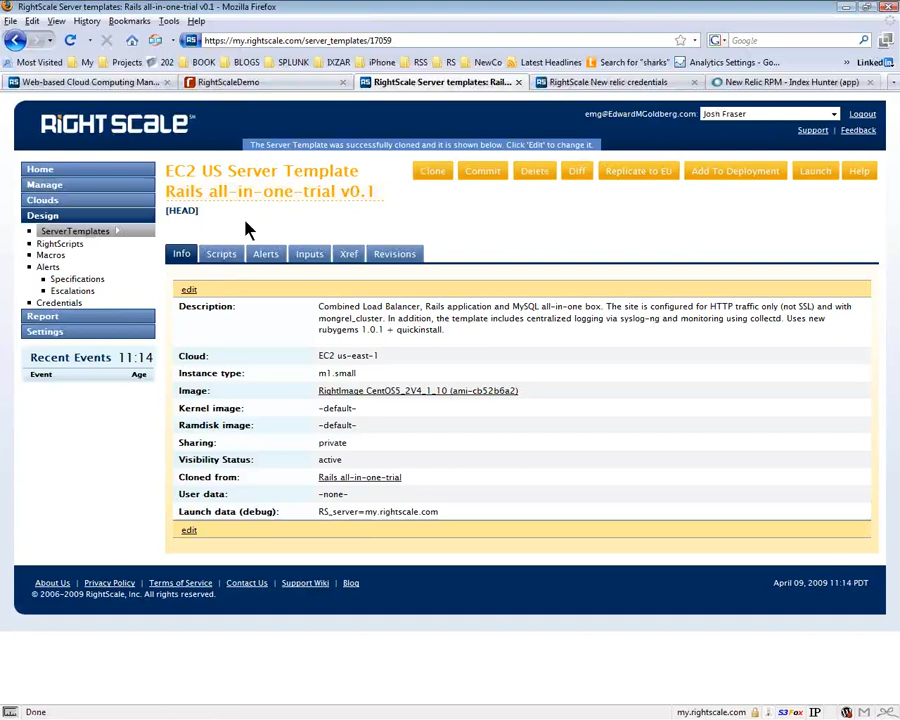 RightScale Server templates: Rails all-in-one-trial v0.1 - Mozilla Firefox
File Edit View History Bookmarks Tools Help
https://my.rightscale.com/server_templates/17059
Google
Most Visited My Projects 202 BOOK BLOGS SPLUNK IXZAR iPhone RSS RS NewCo Latest Headlines Search for "sharks" Analytics Settings - Go... » Linked
Web-based Cloud Computing Man... RightScaleDemo RightScale Server templates: Rail... RightScale New relic credentials New Relic RPM - Index Hunter (app)
RIGHTSCALE
emg@EdwardMGoldberg.com: Josh Fraser Logout
Support | Feedback
The Server Template was successfully cloned and it is shown below. Click 'Edit' to change it.
Home
Manage
Clouds
Design
ServerTemplates
RightScripts
Macros
Alerts
Specifications
Escalations
Credentials
Report
Settings
Recent Events 11:14
Event Age
EC2 US Server Template
Rails all-in-one-trial v0.1
[HEAD]
Clone Commit Delete Diff Replicate to EU Add To Deployment Launch Help
Info Scripts Alerts Inputs Xref Revisions
edit
Description: Combined Load Balancer, Rails application and MySQL all-in-one box. The site is configured for HTTP traffic only (not SSL) and with
mongrel_cluster. In addition, the template includes centralized logging via syslog-ng and monitoring using collectd. Uses new
rubygems 1.0.1 + quickinstall.
Cloud: EC2 us-east-1
Instance type: m1.small
Image: RightImage CentOS5_2V4_1_10 (ami-cb52b6a2)
Kernel image: -default-
Ramdisk image: -default-
Sharing: private
Visibility Status: active
Cloned from: Rails all-in-one-trial
User data: -none-
Launch data (debug): RS_server=my.rightscale.com
edit
About Us | Privacy Policy | Terms of Service | Contact Us | Support Wiki | Blog
April 09, 2009 11:14 PDT
© 2006-2009 RightScale, Inc. All rights reserved.
Done
my.rightscale.com S3Fox IP